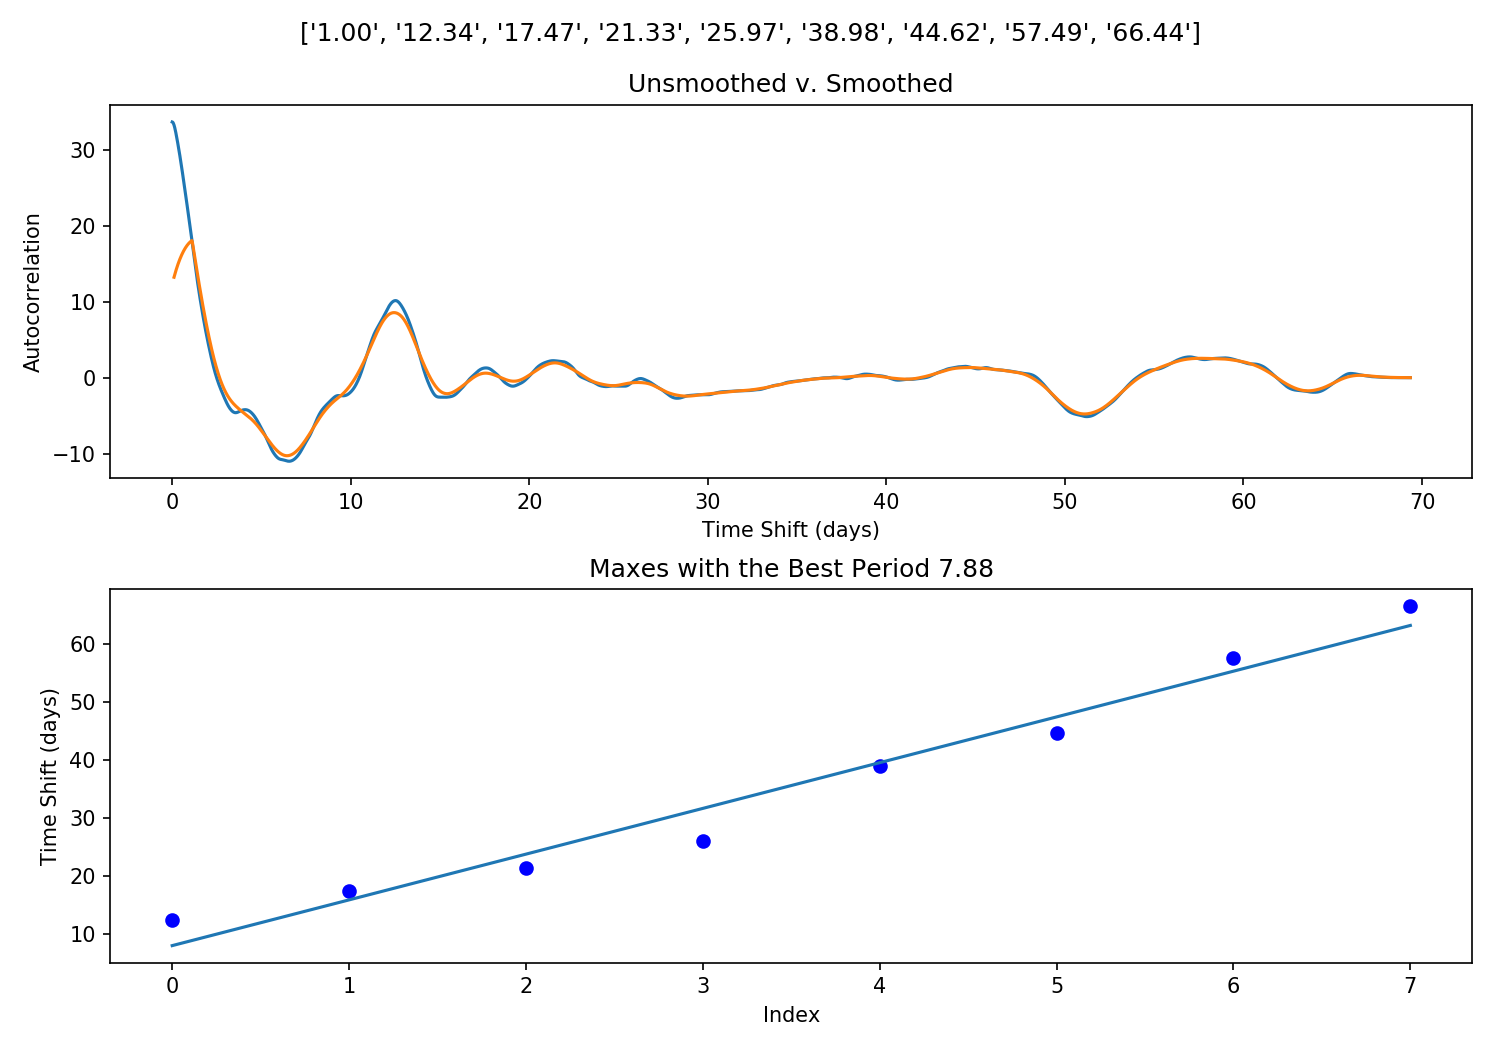 ['1.00', '12.34', '17.47', '21.33', '25.97', '38.98', '44.62', '57.49', '66.44']
Unsmoothed v. Smoothed
Autocorrelation
30
20
10
0
−10
0 10 20 30 40 50 60 70
Time Shift (days)
Maxes with the Best Period 7.88
Time Shift (days)
60
50
40
30
20
10
0 1 2 3 4 5 6 7
Index